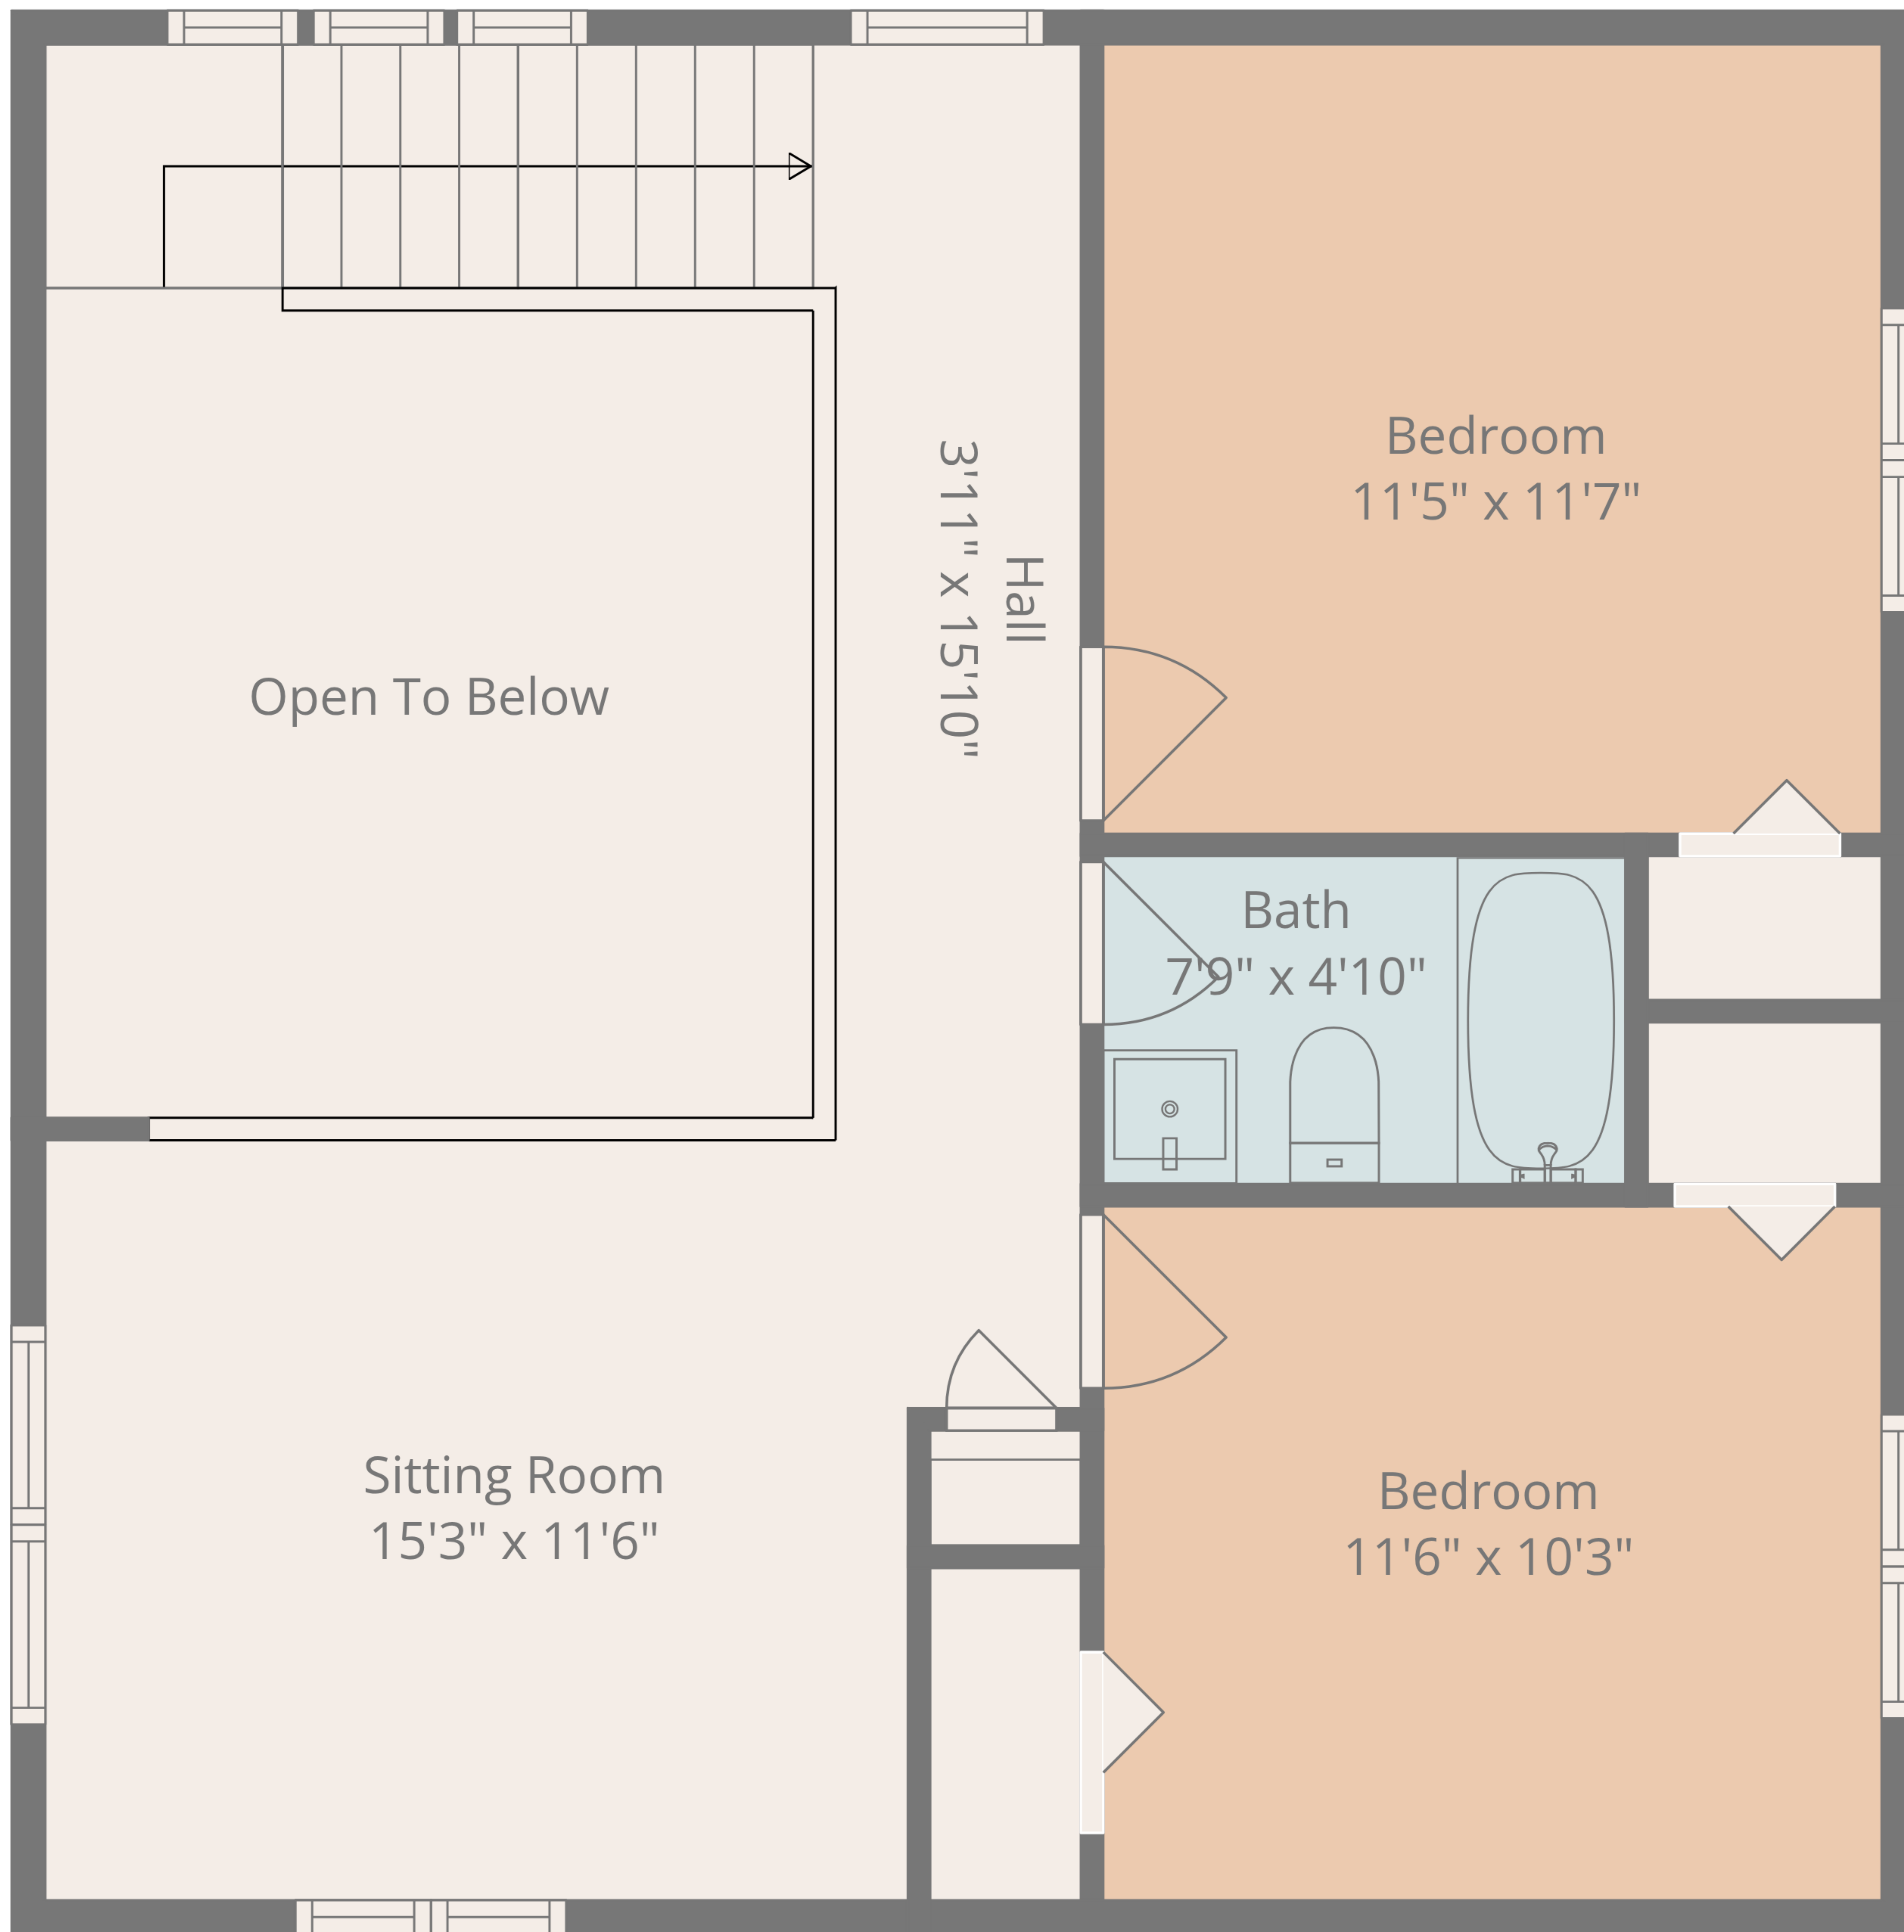 Bedroom
11'5" x 11'7"
Hall
3'11" x 15'10"
Open To Below
Bath
7'9" x 4'10"
Sitting Room
15'3" x 11'6"
Bedroom
11'6" x 10'3"